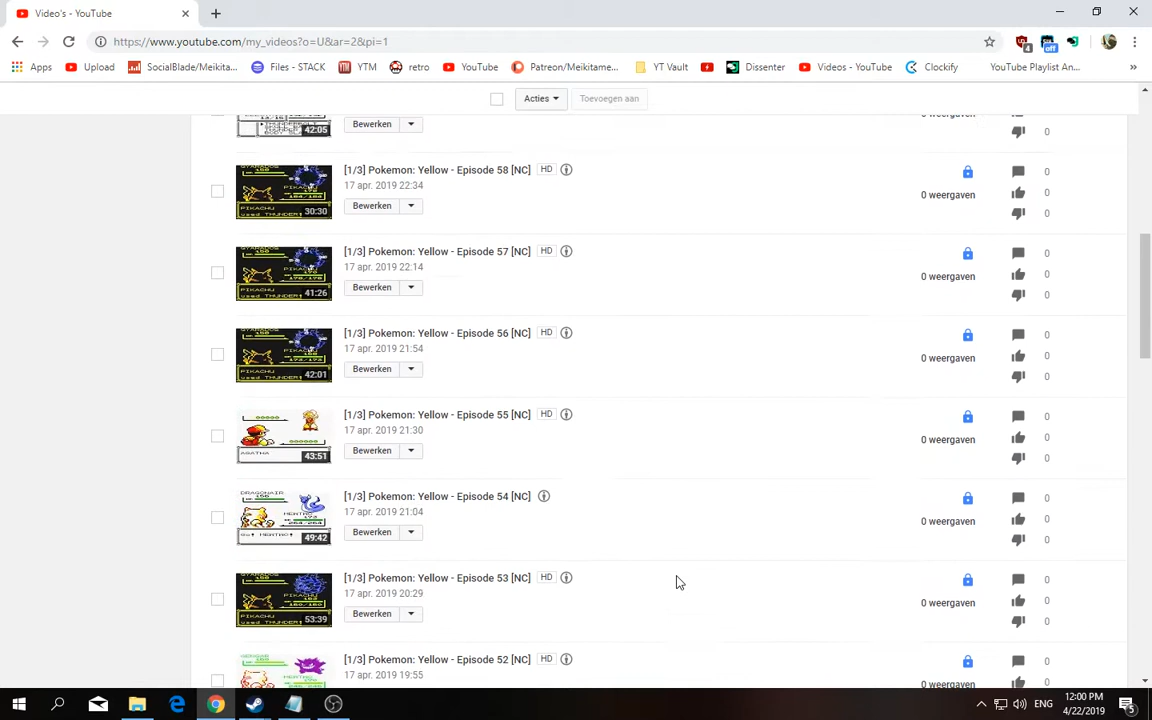 Video's - YouTube
https://www.youtube.com/my_videos?o=U&ar=2&pi=1
4
off
Apps Upload SocialBlade/Meikita... Files - STACK YTM retro YouTube Patreon/Meikitame... YT Vault Dissenter Videos - YouTube Clockify YouTube Playlist An... »
Acties Toevoegen aan
0 weergaven
42:05
Bewerken
0
[1/3] Pokemon: Yellow - Episode 58 [NC] HD
17 apr. 2019 22:34
Bewerken
30:30
0 weergaven
0
0
0
[1/3] Pokemon: Yellow - Episode 57 [NC] HD
17 apr. 2019 22:14
Bewerken
41:26
0 weergaven
0
0
0
[1/3] Pokemon: Yellow - Episode 56 [NC] HD
17 apr. 2019 21:54
Bewerken
42:01
0 weergaven
0
0
0
[1/3] Pokemon: Yellow - Episode 55 [NC] HD
17 apr. 2019 21:30
Bewerken
AGATHA
43:51
0 weergaven
0
0
0
[1/3] Pokemon: Yellow - Episode 54 [NC]
17 apr. 2019 21:04
Bewerken
DRAGONAIR
49:42
0 weergaven
0
0
0
[1/3] Pokemon: Yellow - Episode 53 [NC] HD
17 apr. 2019 20:29
Bewerken
53:39
0 weergaven
0
0
0
[1/3] Pokemon: Yellow - Episode 52 [NC] HD
17 apr. 2019 19:55
0 weergaven
0
0
ENG
12:00 PM
4/22/2019
5